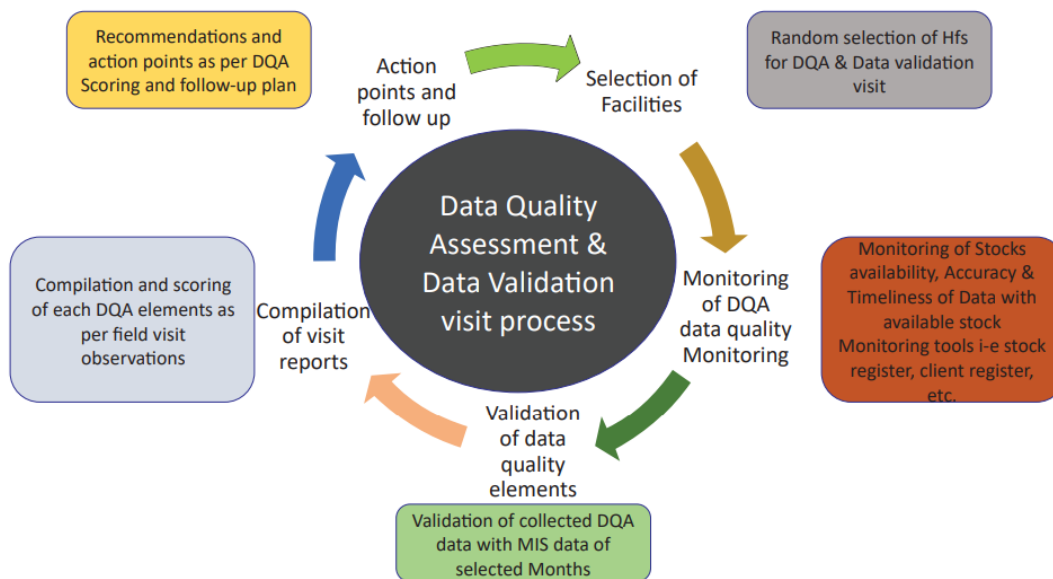 Recommendations and
action points as per DQA
Scoring and follow-up plan
Action
points and
follow up
Selection of
Facilities
Random selection of Hfs
for DQA & Data validation
visit
Data Quality
Assessment &
Data Validation
visit process
Monitoring
of DQA
data quality
Monitoring
Monitoring of Stocks
availability, Accuracy &
Timeliness of Data with
available stock
Monitoring tools i-e stock
register, client register,
etc.
Validation
of data
quality
elements
Validation of collected DQA
data with MIS data of
selected Months
Compilation
of visit
reports
Compilation and scoring
of each DQA elements as
per field visit
observations